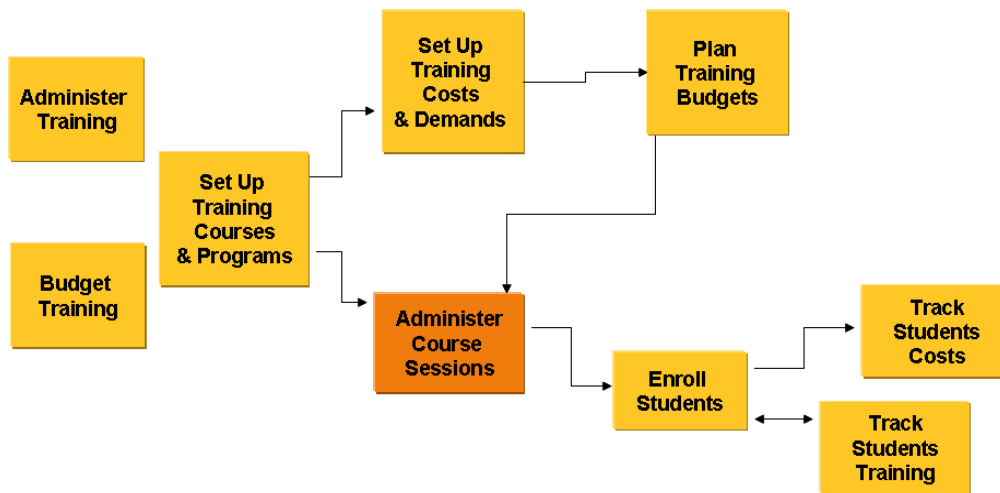 Administer
Training
Budget
Training
Set Up
Training
Courses
& Programs
Set Up
Training
Costs
& Demands
Plan
Training
Budgets
Administer
Course
Sessions
Enroll
Students
Track
Students
Costs
Track
Students
Training